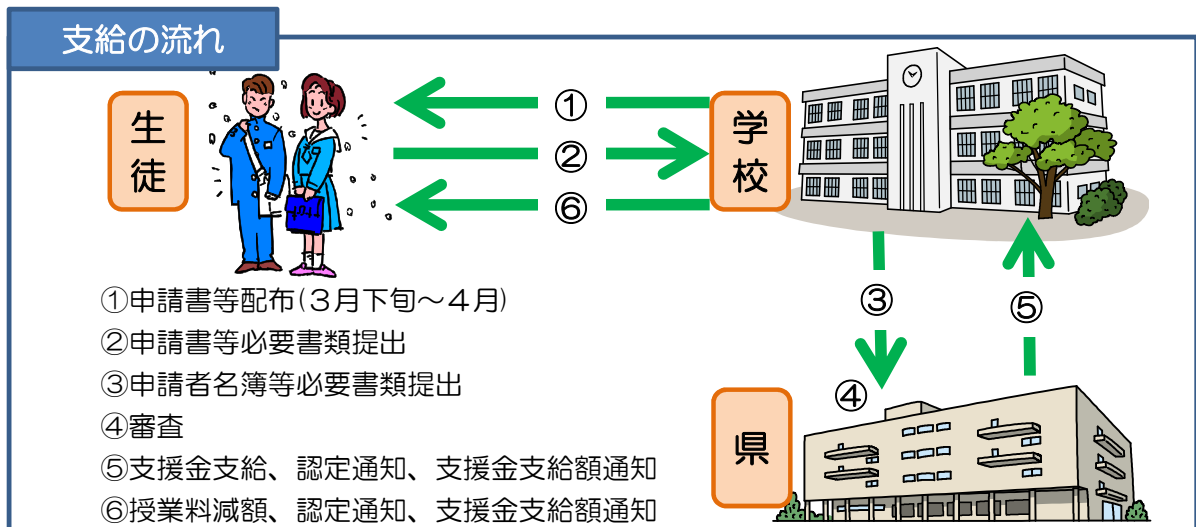 支給の流れ
生徒
①
②
⑥
学校
③
⑤
④
県
①申請書等配布(３月下旬～４月)
②申請書等必要書類提出
③申請者名簿等必要書類提出
④審査
⑤支援金支給、認定通知、支援金支給額通知
⑥授業料減額、認定通知、支援金支給額通知